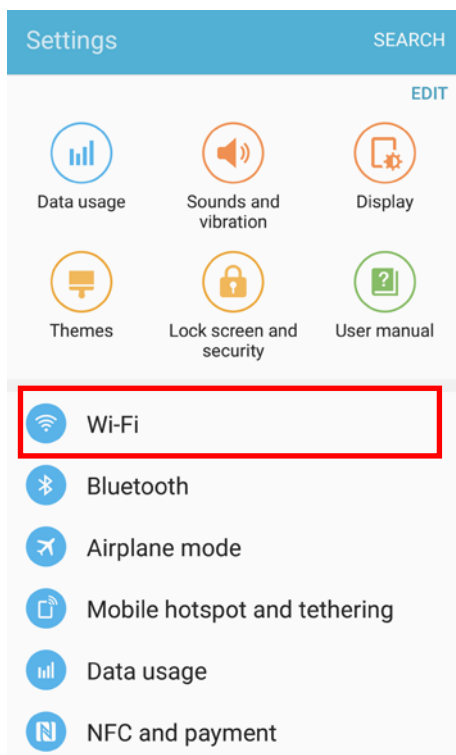 Settings SEARCH
EDIT
Data usage
Sounds and
vibration
Display
Themes
Lock screen and
security
User manual
Wi-Fi
Bluetooth
Airplane mode
Mobile hotspot and tethering
Data usage
NFC and payment